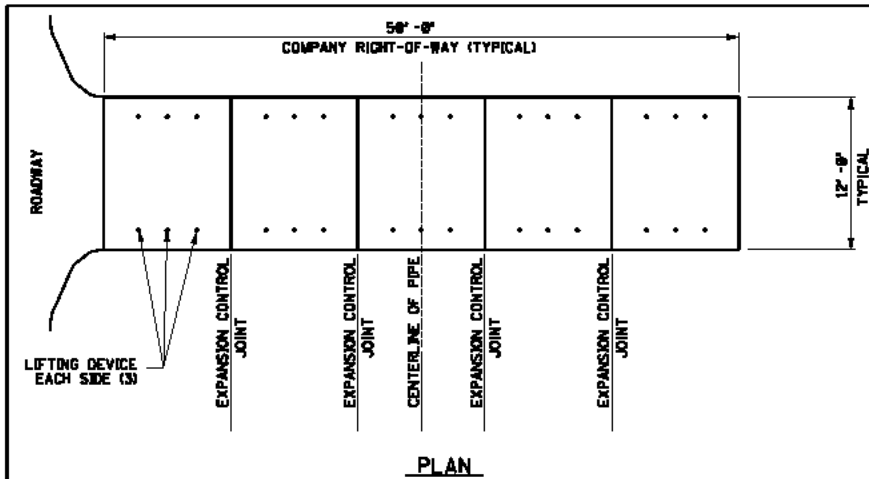 50'-0"
COMPANY RIGHT-OF-WAY (TYPICAL)
ROADWAY
12'-0"
TYPICAL
LIFTING DEVICE
EACH SIDE (3)
EXPANSION CONTROL
JOINT
EXPANSION CONTROL
JOINT
CENTERLINE OF PIPE
EXPANSION CONTROL
JOINT
EXPANSION CONTROL
JOINT
PLAN